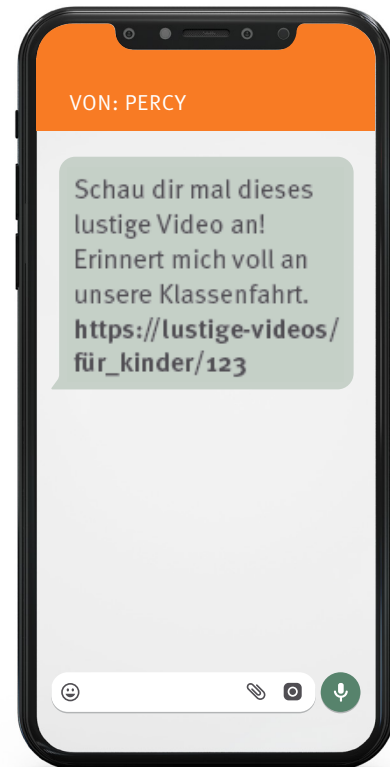 VON: PERCY
Schau dir mal dieses
lustige Video an!
Erinnert mich voll an
unsere Klassenfahrt.
https://lustige-videos/
für_kinder/123